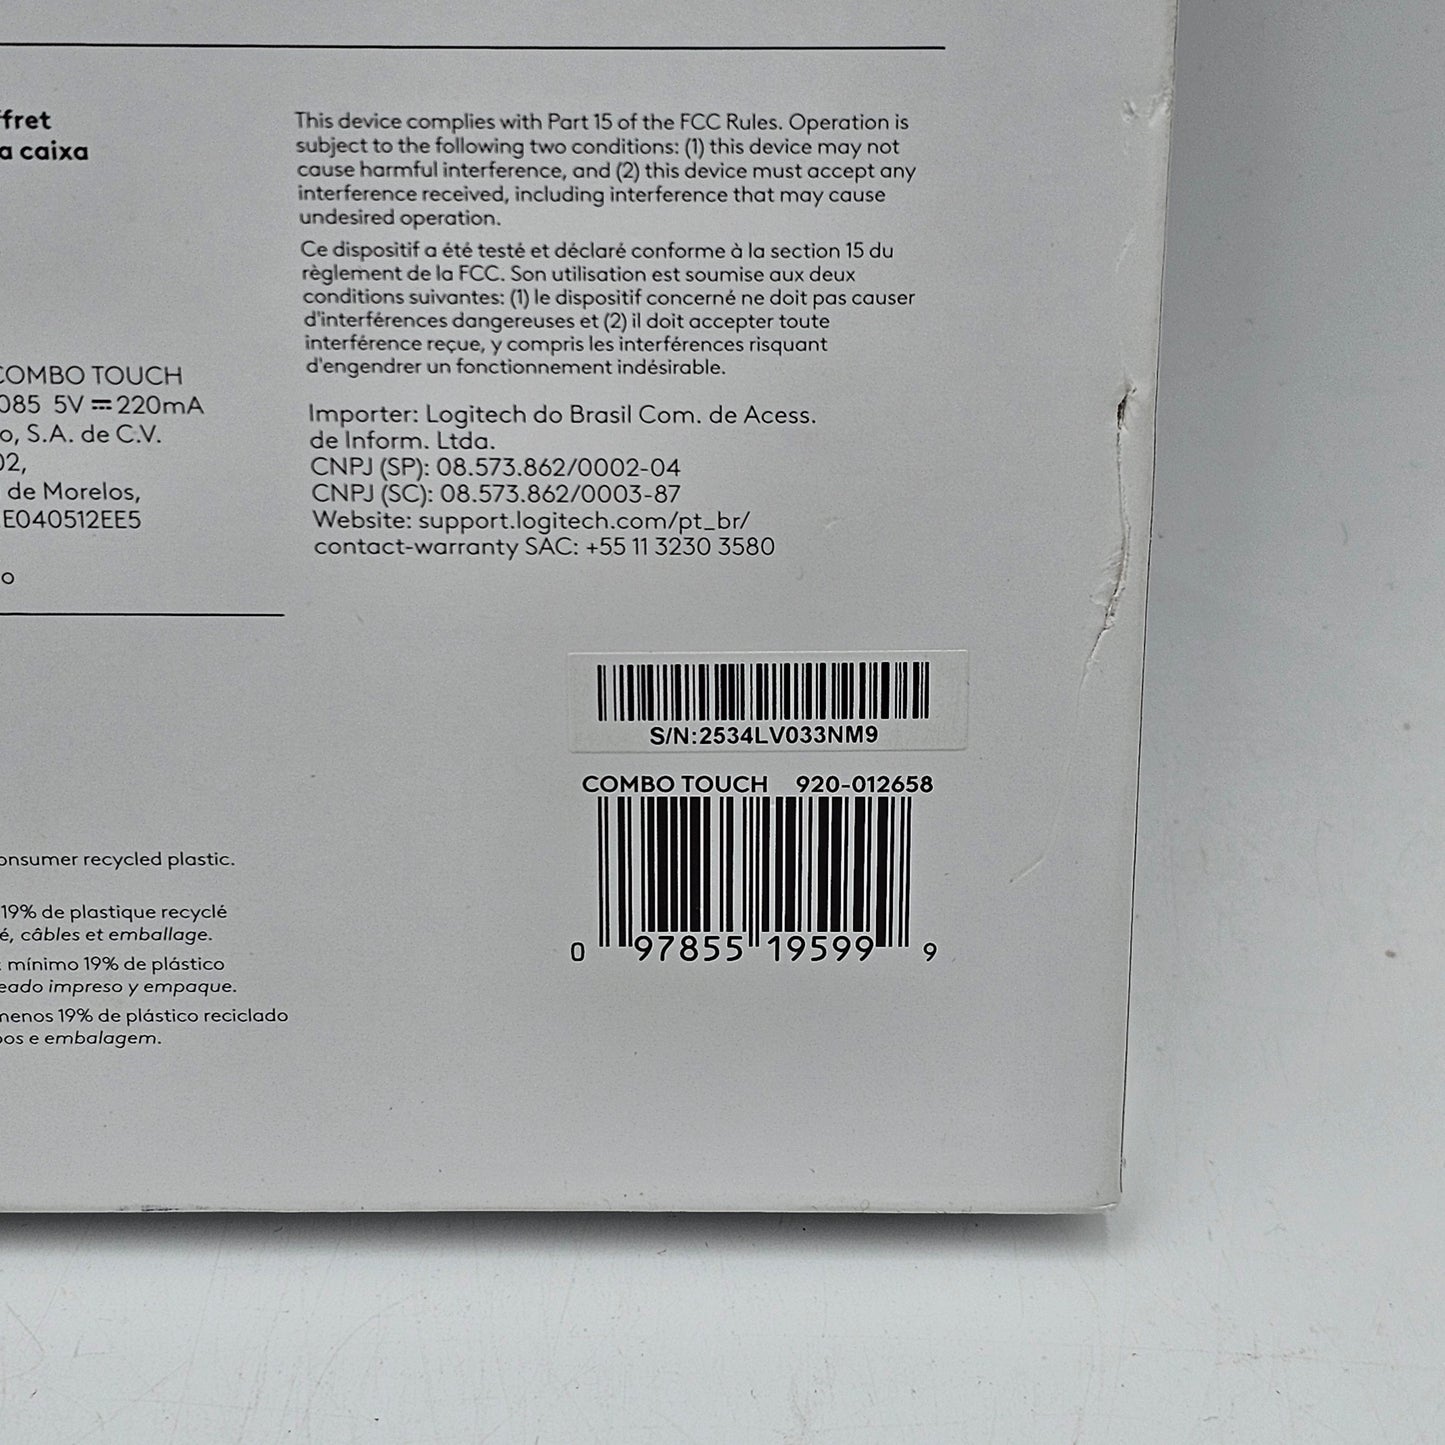 ffret
a caixa
COMBO TOUCH
085 5V ⎓ 220mA
o, S.A. de C.V.
02,
de Morelos,
E040512EE5
o
onsumer recycled plastic.
19% de plastique recyclé
é, câbles et emballage.
mínimo 19% de plástico
eado impreso y empaque.
menos 19% de plástico reciclado
pos e embalagem.
This device complies with Part 15 of the FCC Rules. Operation is
subject to the following two conditions: (1) this device may not
cause harmful interference, and (2) this device must accept any
interference received, including interference that may cause
undesired operation.
Ce dispositif a été testé et déclaré conforme à la section 15 du
règlement de la FCC. Son utilisation est soumise aux deux
conditions suivantes: (1) le dispositif concerné ne doit pas causer
d'interférences dangereuses et (2) il doit accepter toute
interférence reçue, y compris les interférences risquant
d'engendrer un fonctionnement indésirable.
Importer: Logitech do Brasil Com. de Acess.
de Inform. Ltda.
CNPJ (SP): 08.573.862/0002-04
CNPJ (SC): 08.573.862/0003-87
Website: support.logitech.com/pt_br/
contact-warranty SAC: +55 11 3230 3580
S/N:2534LV033NM9
COMBO TOUCH 920-012658
0 97855 19599 9